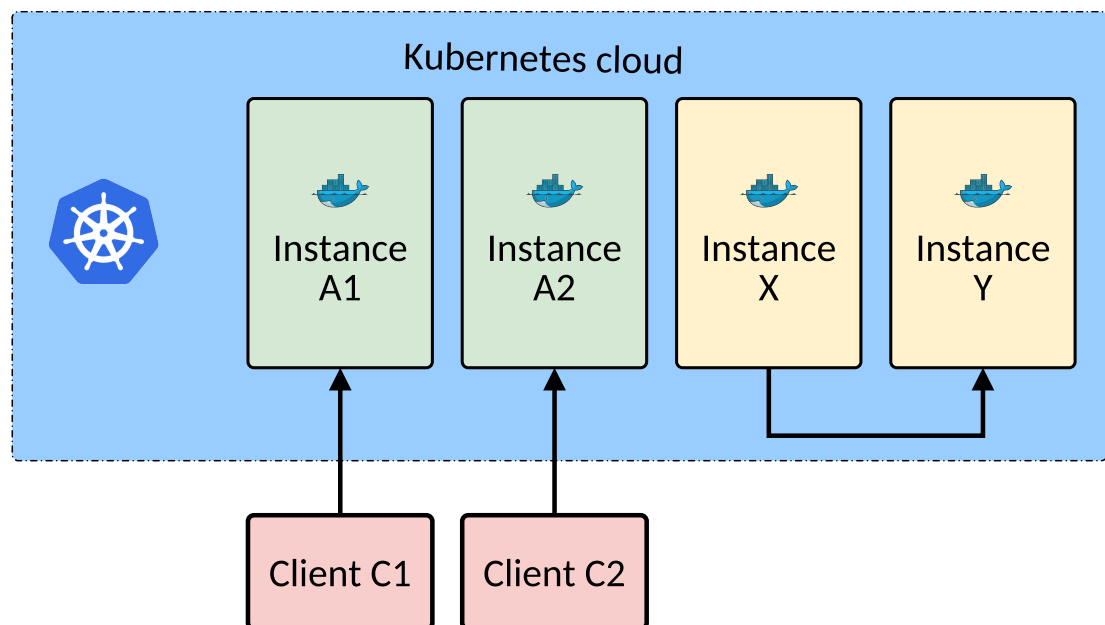 Kubernetes cloud
Instance
A1
Instance
A2
Instance
X
Instance
Y
Client C1
Client C2